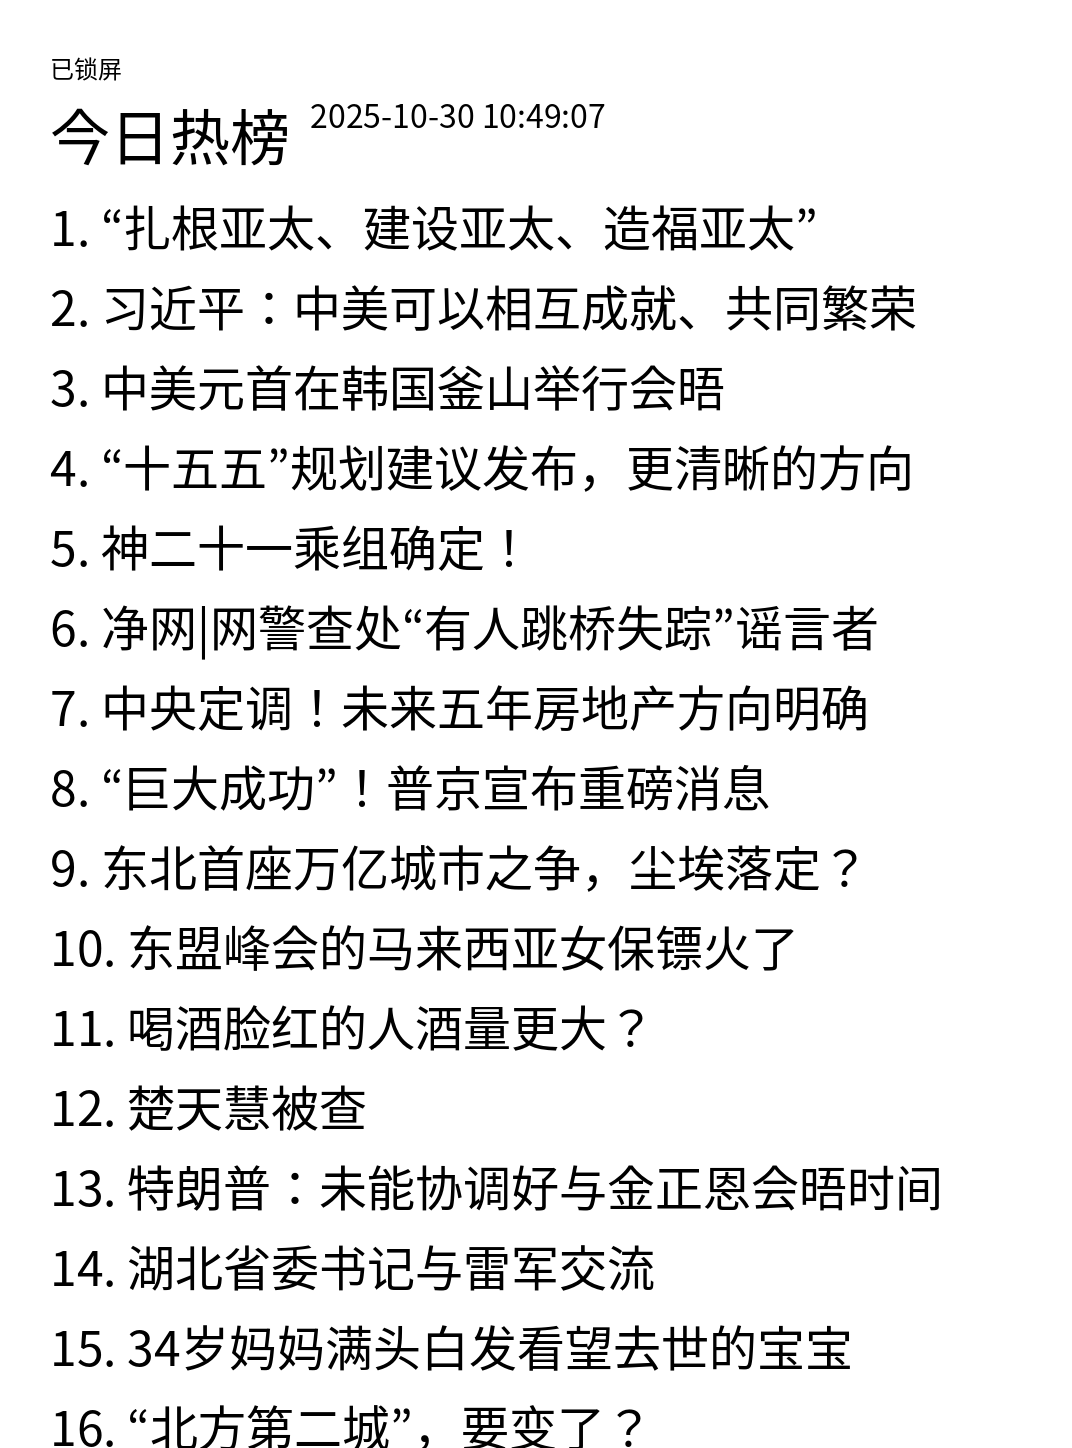 已锁屏
今日热榜 2025-10-30 10:49:07
1. “扎根亚太、建设亚太、造福亚太”
2. 习近平：中美可以相互成就、共同繁荣
3. 中美元首在韩国釜山举行会晤
4. “十五五”规划建议发布，更清晰的方向
5. 神二十一乘组确定！
6. 净网|网警查处“有人跳桥失踪”谣言者
7. 中央定调！未来五年房地产方向明确
8. “巨大成功”！普京宣布重磅消息
9. 东北首座万亿城市之争，尘埃落定？
10. 东盟峰会的马来西亚女保镖火了
11. 喝酒脸红的人酒量更大？
12. 楚天慧被查
13. 特朗普：未能协调好与金正恩会晤时间
14. 湖北省委书记与雷军交流
15. 34岁妈妈满头白发看望去世的宝宝
16. “北方第二城”，要变了？